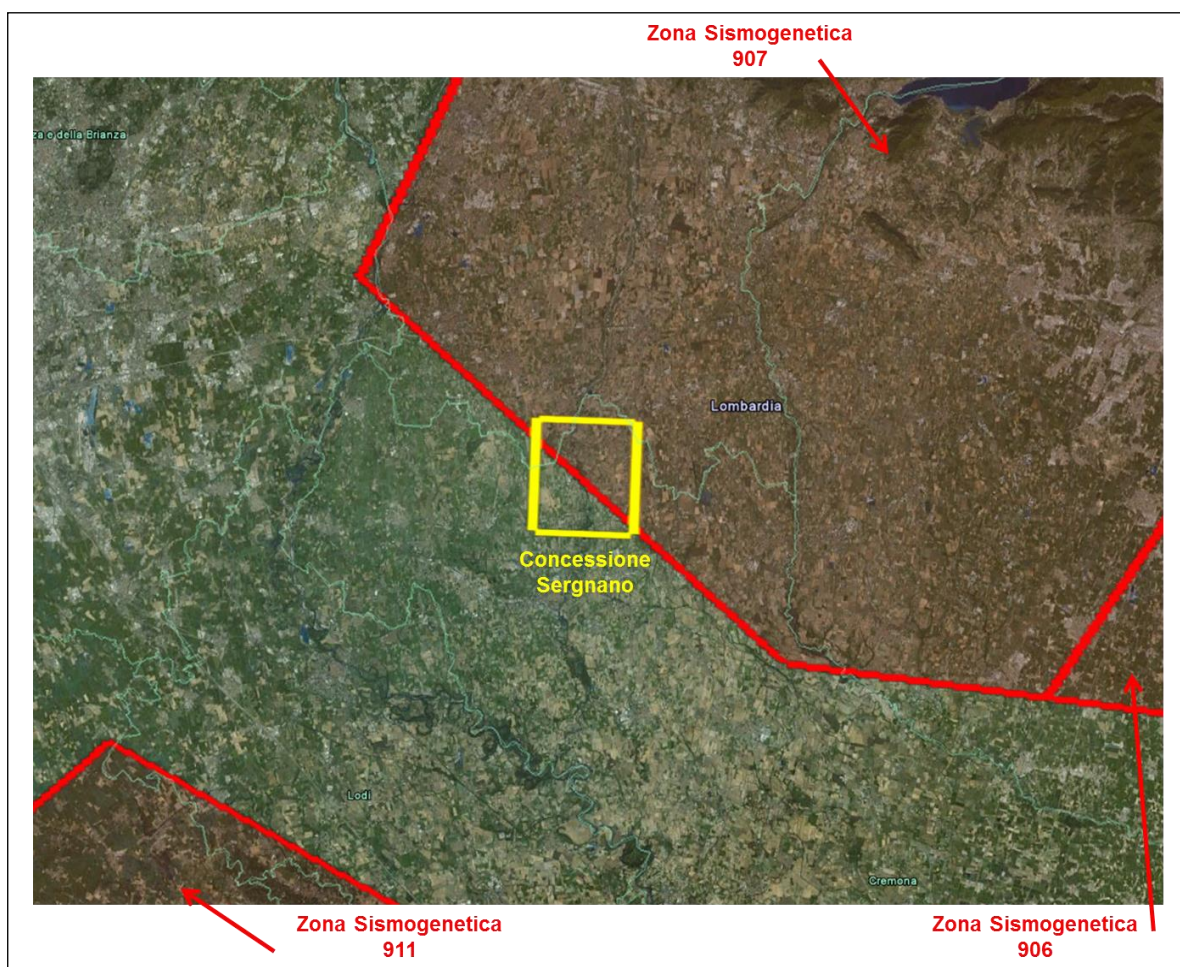 Zona Sismogenetica
907
za e della Brianza
Lombardia
Concessione
Sergnano
Lodi
Cremona
Zona Sismogenetica
911
Zona Sismogenetica
906